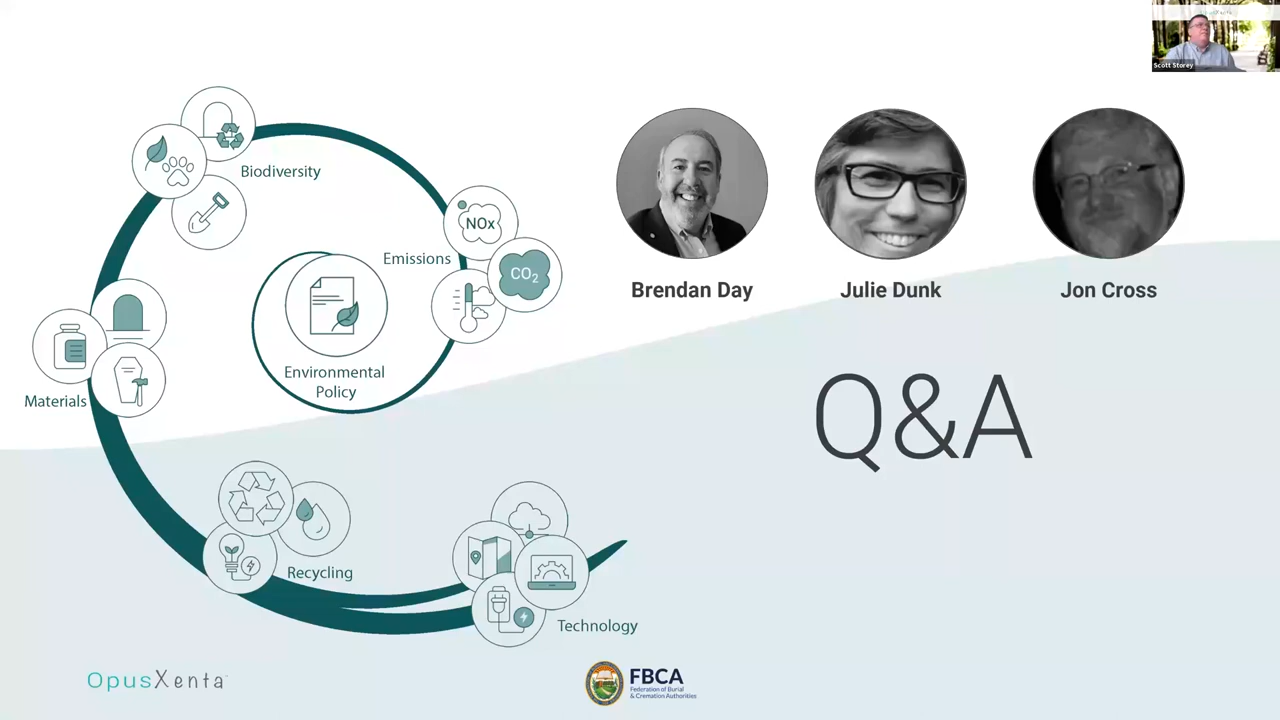 Scott Storey
Biodiversity
NOx
Emissions
CO2
Environmental
Policy
Materials
Recycling
Technology
Brendan Day
Julie Dunk
Jon Cross
Q&A
OpusXenta
FBCA
Federation of Burial
& Cremation Authorities